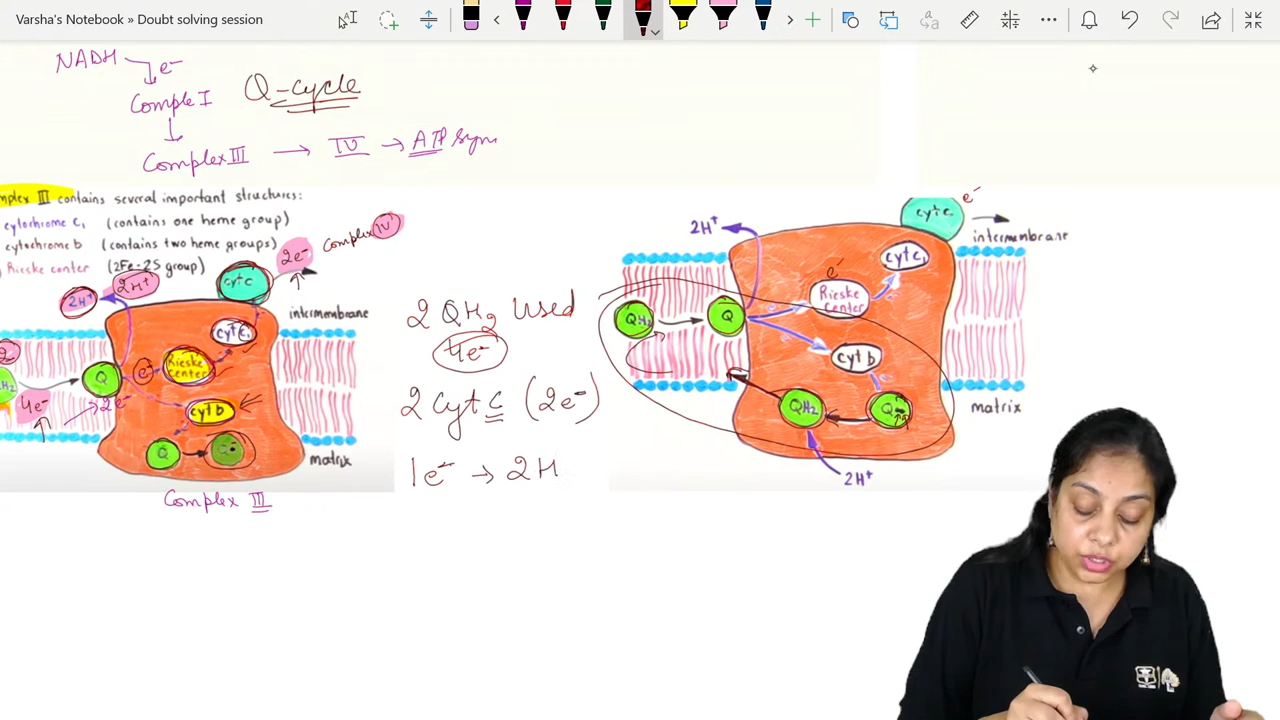 Varsha's Notebook » Doubt solving session
NADH
e-
Comple I
Q-cycle
Complex III → IV → ATP Syn
mplex III contains several important structures:
cytochrome c1 (contains one heme group)
cytochrome b (contains two heme groups)
Rieske center (2Fe-2S group)
Complex IV
2e-
2H+
2H+
cyt c
intermembrane
cyt c1
Rieske
center
e-
Q
H2
4e-
2e-
cyt b
Q
Q
matrix
Complex III
2 QH2 Used
4e-
2 Cyt c (2e-)
1e- → 2H
cyt c
e-
2H+
intermembrane
cyt c1
e-
Rieske
center
QH2
Q
cyt b
QH2
Q
matrix
2H+